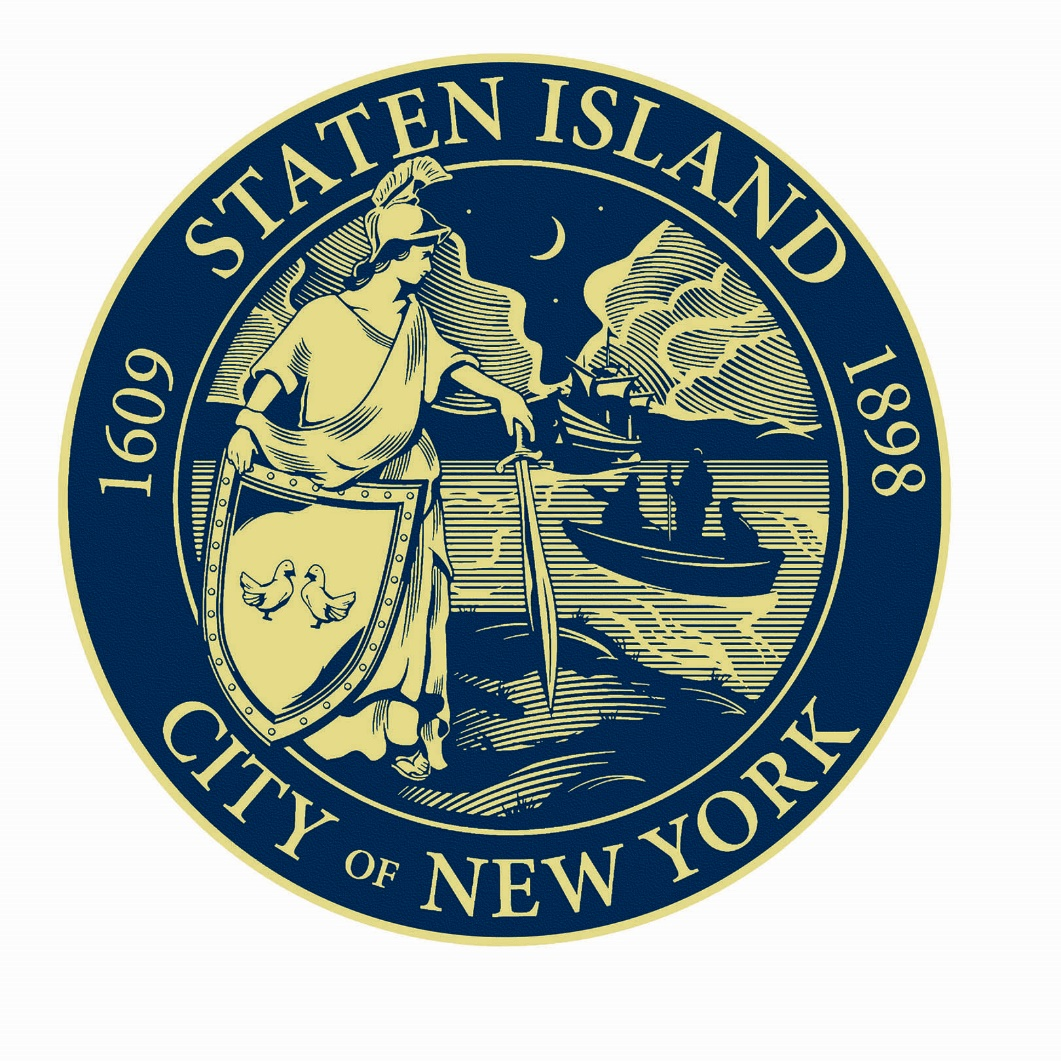 STATEN ISLAND
1609
1898
CITY OF NEW YORK